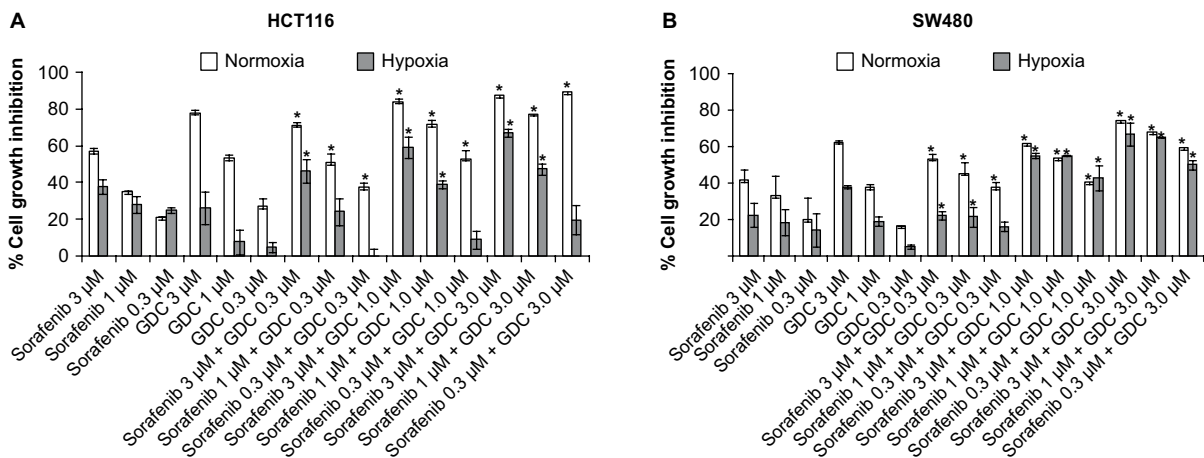 A
HCT116
Normoxia
Hypoxia
% Cell growth inhibition
100
80
60
40
20
0
* * * * * * * * * * * * * *
Sorafenib 3 µM
Sorafenib 1 µM
Sorafenib 0.3 µM
GDC 3 µM
GDC 1 µM
GDC 0.3 µM
Sorafenib 3 µM + GDC 0.3 µM
Sorafenib 1 µM + GDC 0.3 µM
Sorafenib 0.3 µM + GDC 0.3 µM
Sorafenib 3 µM + GDC 1.0 µM
Sorafenib 1 µM + GDC 1.0 µM
Sorafenib 0.3 µM + GDC 1.0 µM
Sorafenib 3 µM + GDC 3.0 µM
Sorafenib 1 µM + GDC 3.0 µM
Sorafenib 0.3 µM + GDC 3.0 µM
B
SW480
Normoxia
Hypoxia
% Cell growth inhibition
100
80
60
40
20
0
* * * * * * * * * * * * * * * * *
Sorafenib 3 µM
Sorafenib 1 µM
Sorafenib 0.3 µM
GDC 3 µM
GDC 1 µM
GDC 0.3 µM
Sorafenib 3 µM + GDC 0.3 µM
Sorafenib 1 µM + GDC 0.3 µM
Sorafenib 0.3 µM + GDC 0.3 µM
Sorafenib 3 µM + GDC 1.0 µM
Sorafenib 1 µM + GDC 1.0 µM
Sorafenib 0.3 µM + GDC 1.0 µM
Sorafenib 3 µM + GDC 3.0 µM
Sorafenib 1 µM + GDC 3.0 µM
Sorafenib 0.3 µM + GDC 3.0 µM